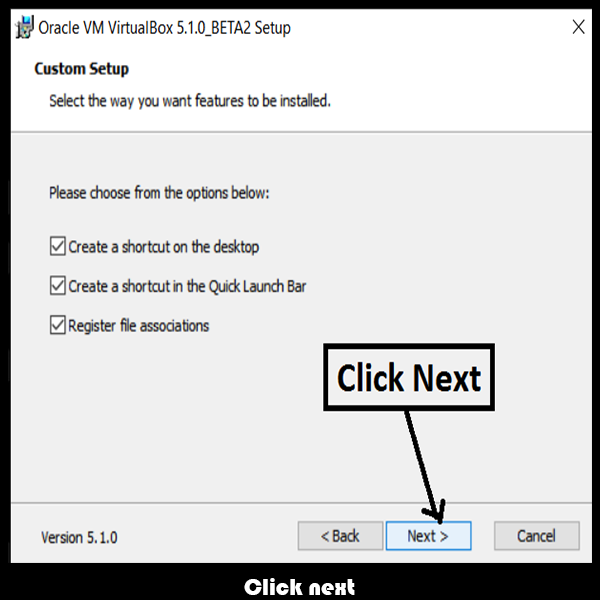 Oracle VM VirtualBox 5.1.0_BETA2 Setup
Custom Setup
Select the way you want features to be installed.
Please choose from the options below:
Create a shortcut on the desktop
Create a shortcut in the Quick Launch Bar
Register file associations
Click Next
Version 5.1.0
< Back
Next >
Cancel
Click next